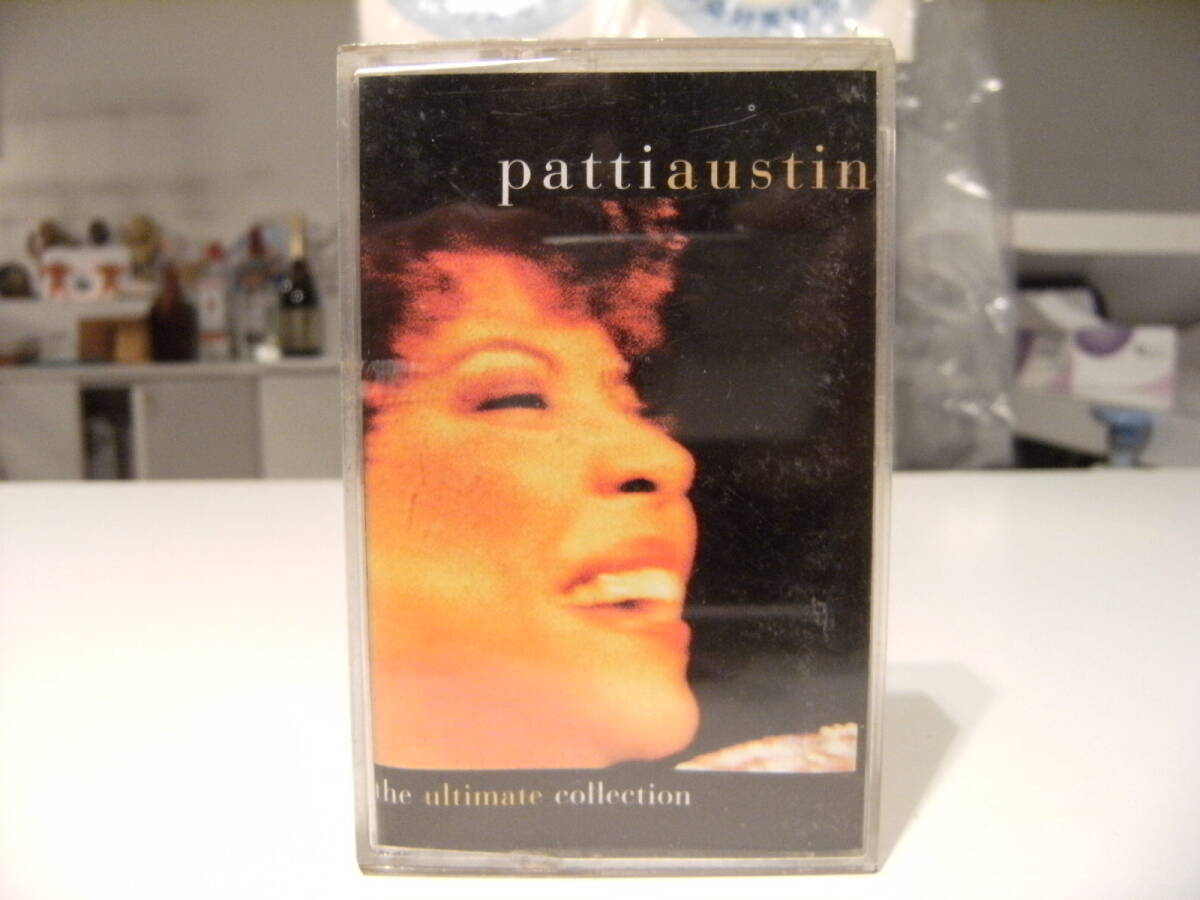 pattiaustin
the ultimate collection